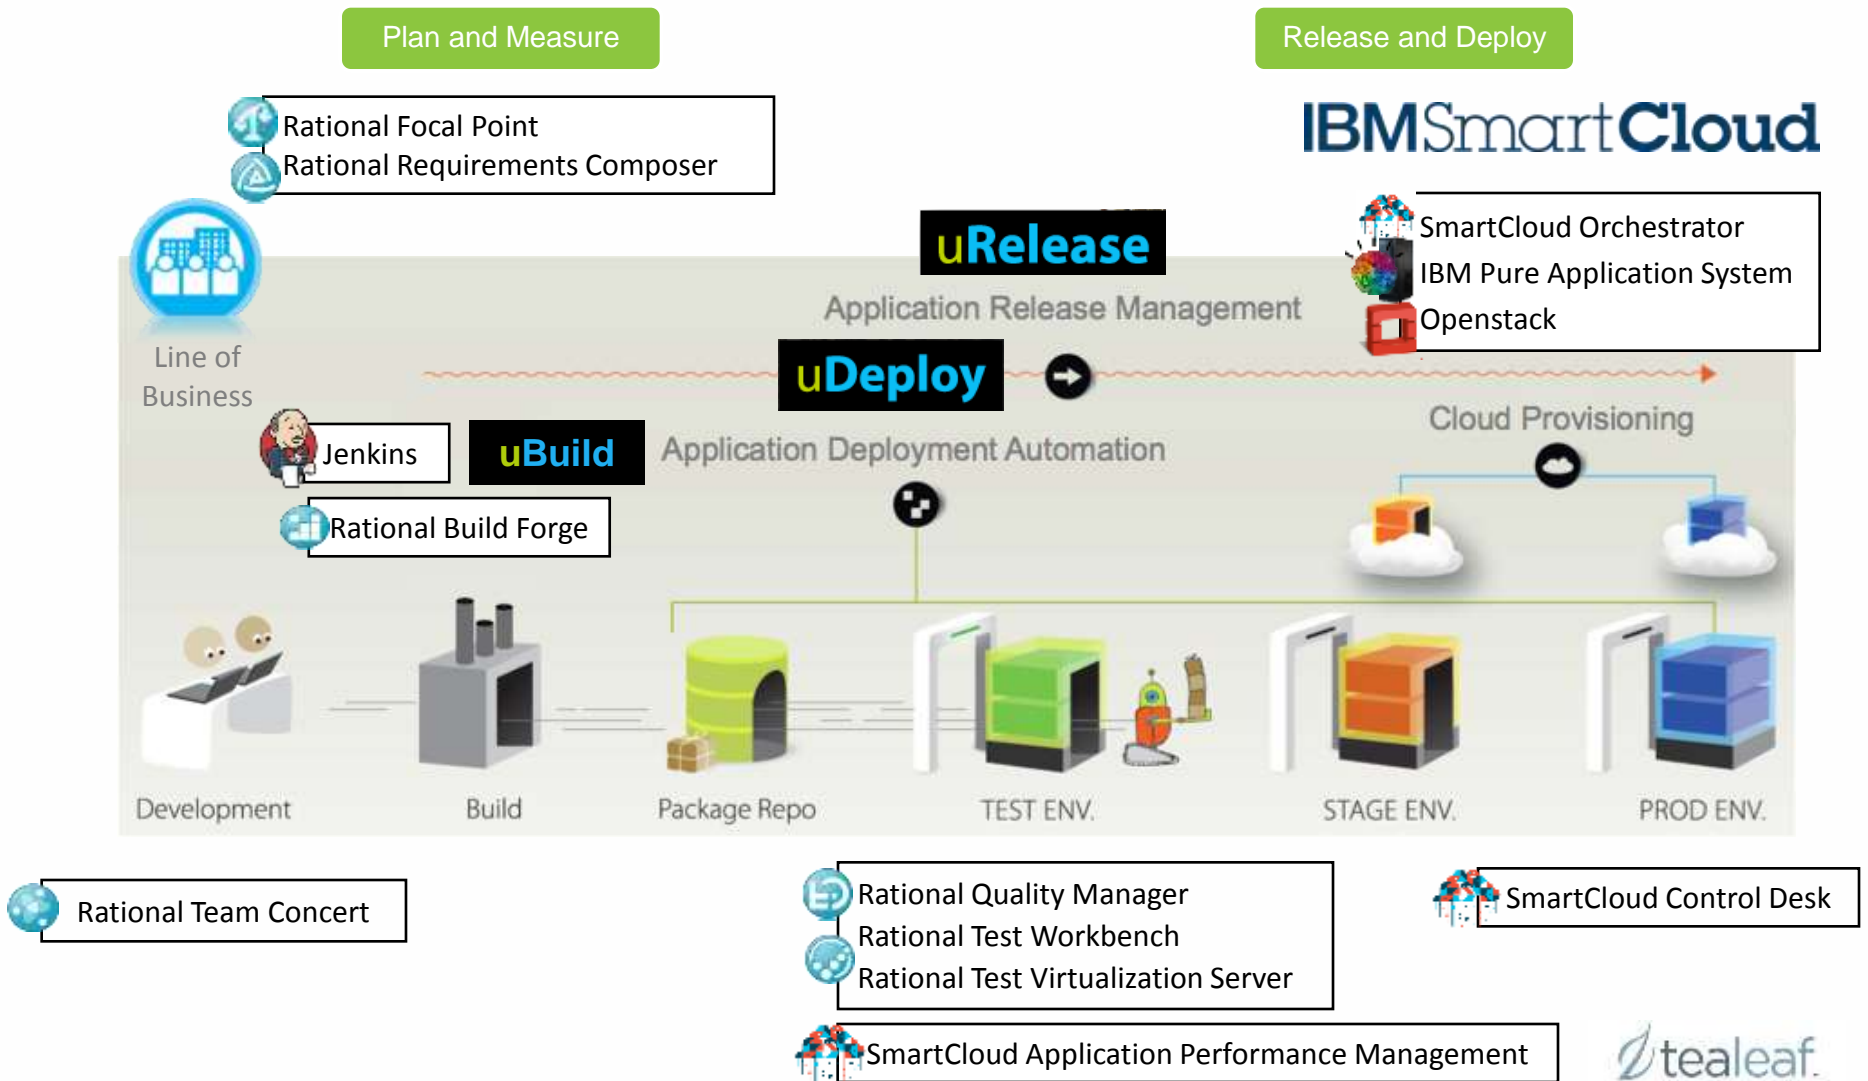 Plan and Measure
Release and Deploy
Rational Focal Point
Rational Requirements Composer
IBMSmartCloud
SmartCloud Orchestrator
IBM Pure Application System
Openstack
uRelease
Application Release Management
Line of
Business
uDeploy
Cloud Provisioning
Jenkins
uBuild
Application Deployment Automation
Rational Build Forge
Development
Build
Package Repo
TEST ENV.
STAGE ENV.
PROD ENV.
Rational Team Concert
Rational Quality Manager
Rational Test Workbench
Rational Test Virtualization Server
SmartCloud Control Desk
SmartCloud Application Performance Management
tealeaf.